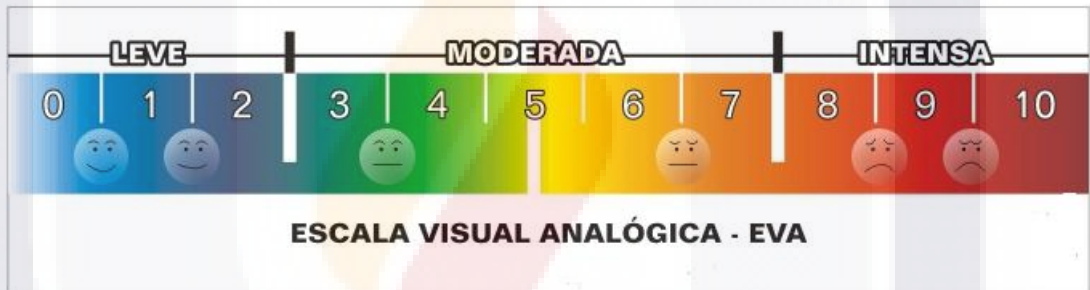 LEVE MODERADA INTENSA
0 1 2 3 4 5 6 7 8 9 10
ESCALA VISUAL ANALÓGICA - EVA